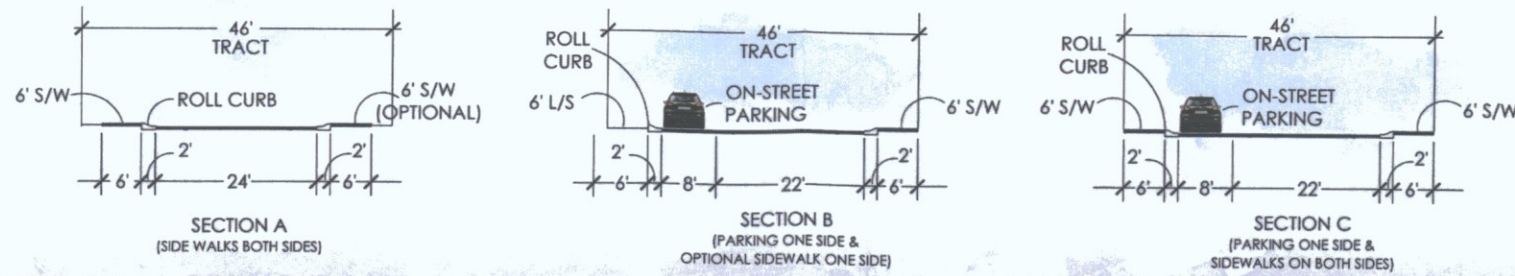 46'
TRACT
6' S/W
ROLL CURB
6' S/W
(OPTIONAL)
2'
2'
6'
24'
6'
SECTION A
(SIDE WALKS BOTH SIDES)
46'
TRACT
ROLL
CURB
6' L/S
ON-STREET
PARKING
6' S/W
2'
2'
6'
8'
22'
6'
SECTION B
(PARKING ONE SIDE &
OPTIONAL SIDEWALK ONE SIDE)
46'
TRACT
ROLL
CURB
6' S/W
ON-STREET
PARKING
6' S/W
2'
2'
6'
8'
22'
6'
SECTION C
(PARKING ONE SIDE &
SIDEWALKS ON BOTH SIDES)